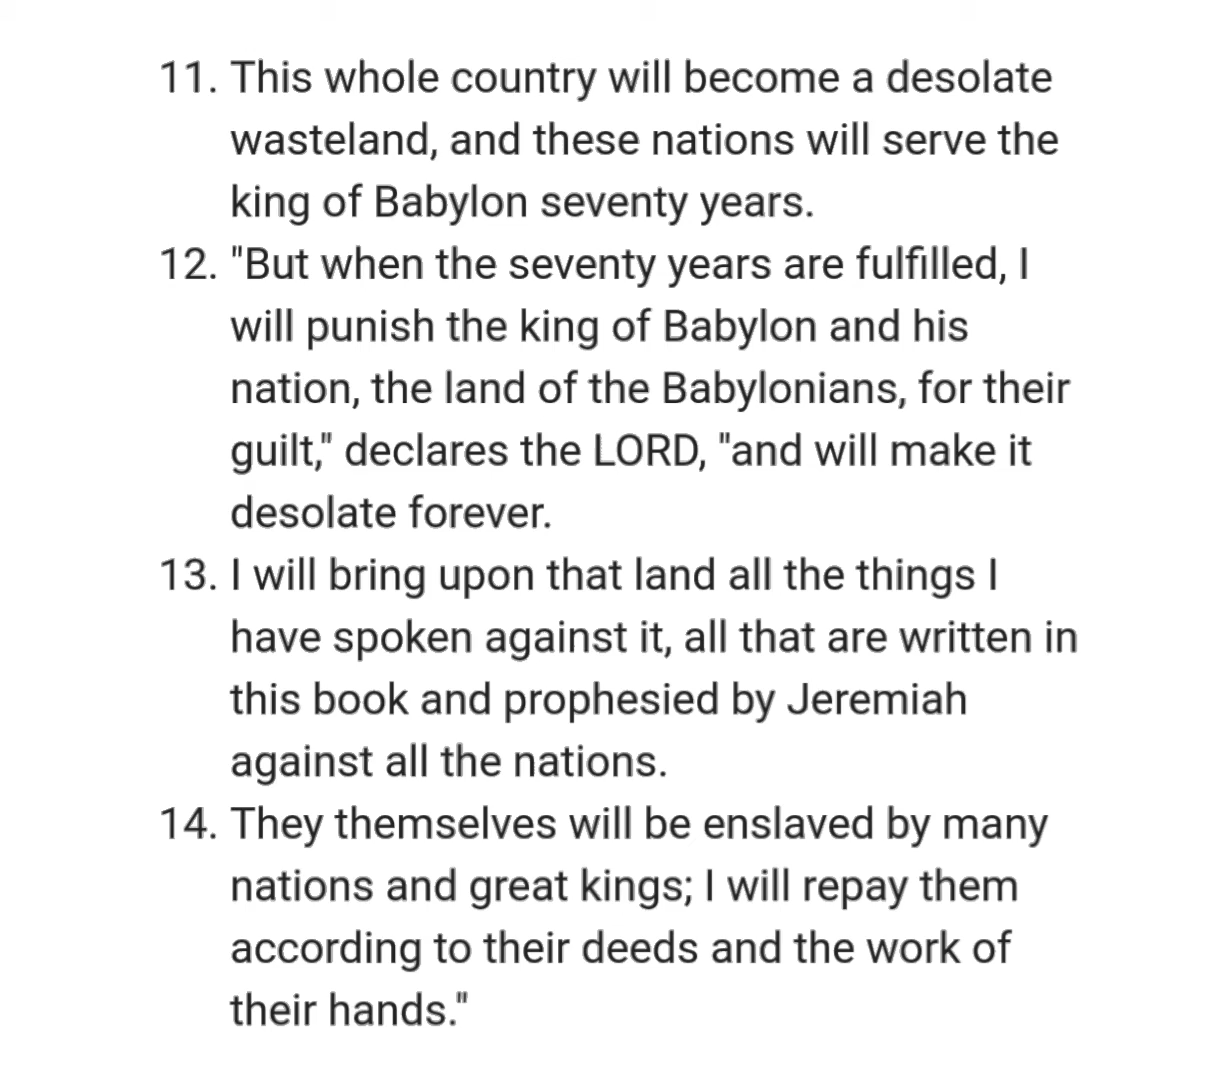 11. This whole country will become a desolate
wasteland, and these nations will serve the
king of Babylon seventy years.
12. "But when the seventy years are fulfilled, I
will punish the king of Babylon and his
nation, the land of the Babylonians, for their
guilt," declares the LORD, "and will make it
desolate forever.
13. I will bring upon that land all the things I
have spoken against it, all that are written in
this book and prophesied by Jeremiah
against all the nations.
14. They themselves will be enslaved by many
nations and great kings; I will repay them
according to their deeds and the work of
their hands."